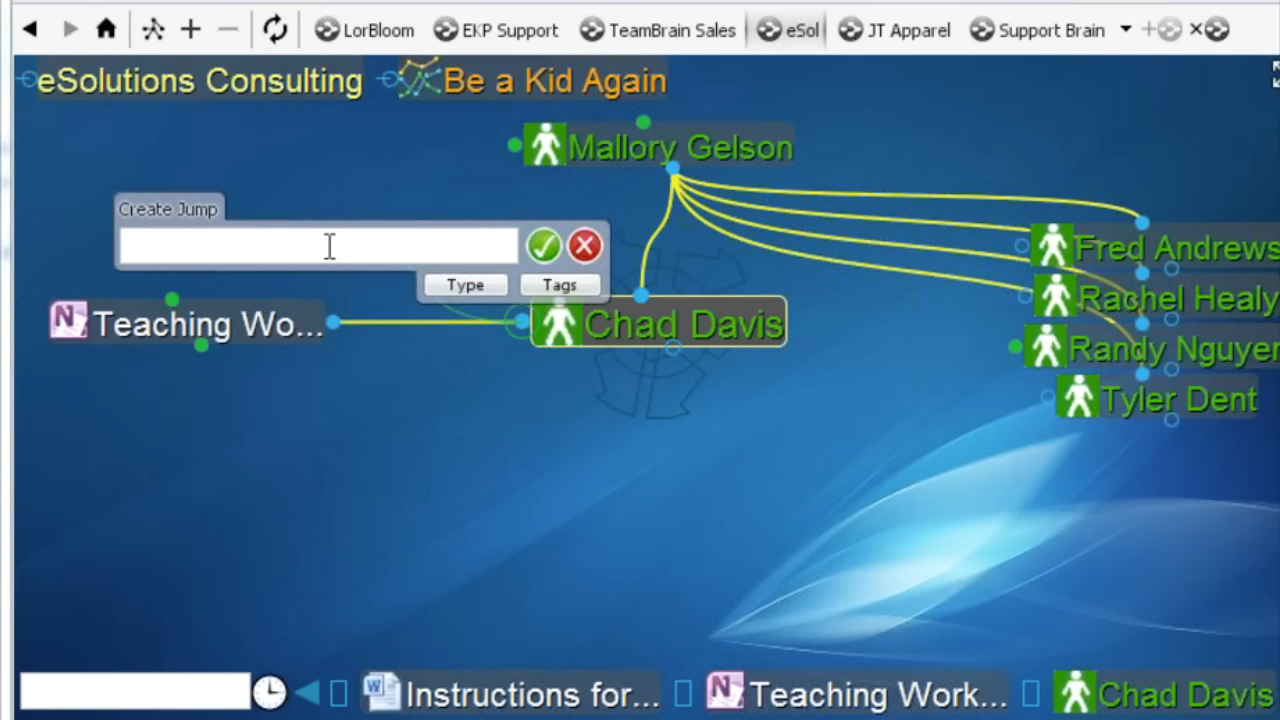 LorBloom EKP Support TeamBrain Sales eSol JT Apparel Support Brain
eSolutions Consulting Be a Kid Again
Mallory Gelson
Create Jump
Fred Andrews
Type Tags
Rachel Healy
Teaching Wo... Chad Davis
Randy Nguyen
Tyler Dent
Instructions for... Teaching Work... Chad Davis